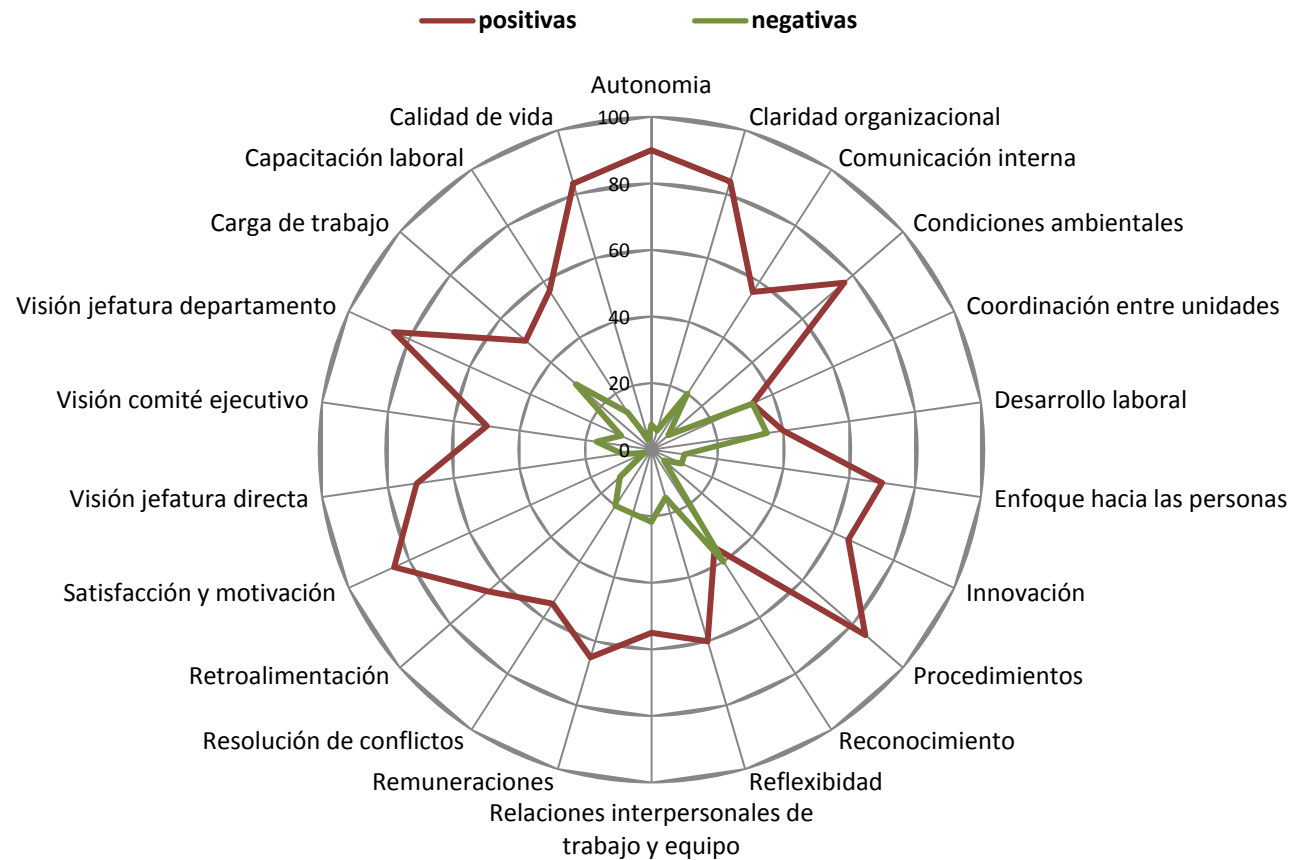 positivas
negativas
Autonomia
Claridad organizacional
Comunicación interna
Condiciones ambientales
Coordinación entre unidades
Desarrollo laboral
Enfoque hacia las personas
Innovación
Procedimientos
Reconocimiento
Reflexibidad
Relaciones interpersonales de
trabajo y equipo
Remuneraciones
Resolución de conflictos
Retroalimentación
Satisfacción y motivación
Visión jefatura directa
Visión comité ejecutivo
Visión jefatura departamento
Carga de trabajo
Capacitación laboral
Calidad de vida
100
80
60
40
20
0